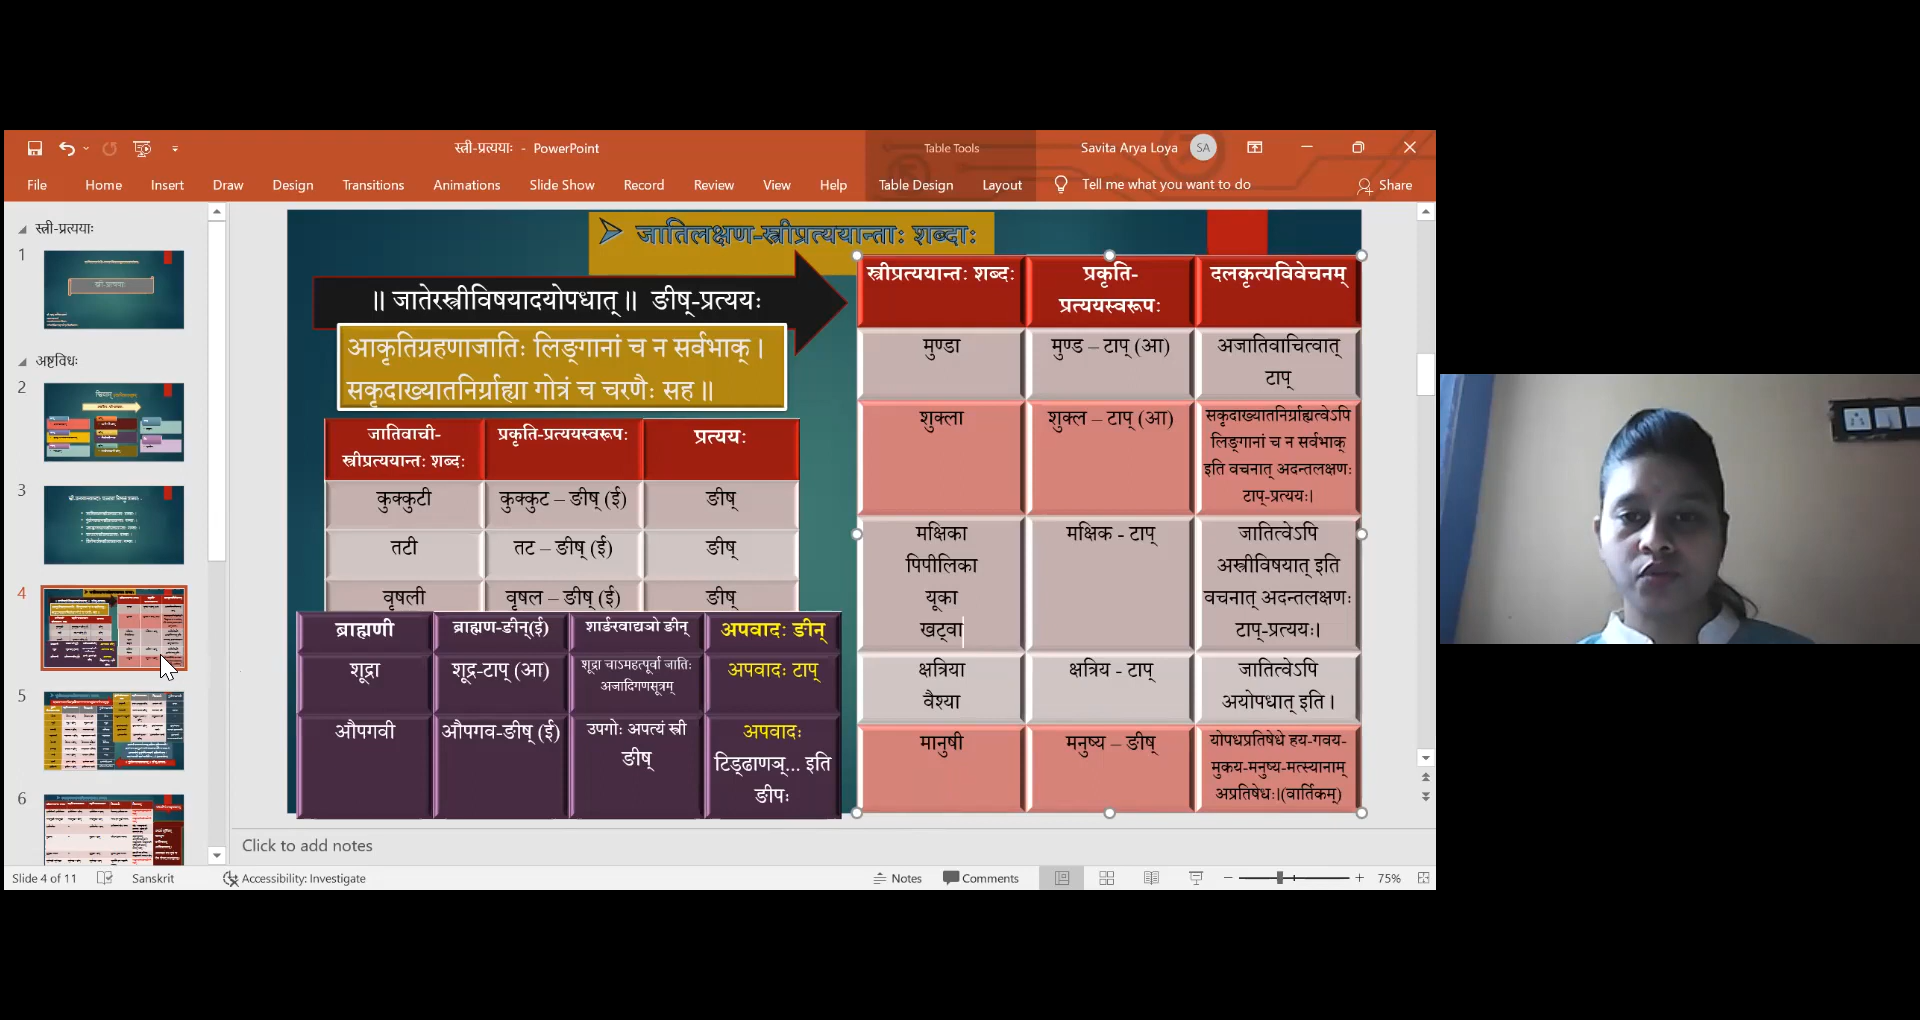 स्त्री-प्रत्ययाः - PowerPoint
Table Tools
Savita Arya Loya
SA
File
Home
Insert
Draw
Design
Transitions
Animations
Slide Show
Record
Review
View
Help
Table Design
Layout
Tell me what you want to do
Share
स्त्री-प्रत्ययाः
1
अष्टविधः
2
3
4
5
6
जातिलक्षण-स्त्रीप्रत्ययान्ताः शब्दाः
॥ जातेरस्त्रीविषयादयोपधात् ॥ ङीष्-प्रत्ययः
आकृतिग्रहणाजातिः लिङ्गानां च न सर्वभाक् ।
सकृदाख्यातनिर्ग्राह्या गोत्रं च चरणैः सह ॥
जातिवाची-
स्त्रीप्रत्ययान्तः शब्दः
प्रकृति-प्रत्ययस्वरूपः
प्रत्ययः
कुक्कुटी
कुक्कुट – ङीष् (ई)
ङीष्
तटी
तट – ङीष् (ई)
ङीष्
वृषली
वृषल – ङीष् (ई)
ङीष्
ब्राह्मणी
ब्राह्मण-ङीन्(ई)
शार्ङरवाद्यञो ङीन्
अपवादः ङीन्
शूद्रा
शूद्र-टाप् (आ)
शूद्रा चाऽमहत्पूर्वा जातिः
अजादिगणसूत्रम्
अपवादः टाप्
औपगवी
औपगव-ङीष् (ई)
उपगोः अपत्यं स्त्री
ङीष्
अपवादः
टिड्ढाणञ्... इति
ङीपः
स्त्रीप्रत्ययान्तः शब्दः
प्रकृति-
प्रत्ययस्वरूपः
दलकृत्यविवेचनम्
मुण्डा
मुण्ड – टाप् (आ)
अजातिवाचित्वात्
टाप्
शुक्ला
शुक्ल – टाप् (आ)
सकृदाख्यातनिर्ग्राह्यत्वेऽपि
लिङ्गानां च न सर्वभाक्
इति वचनात् अदन्तलक्षणः
टाप्-प्रत्ययः।
मक्षिका
पिपीलिका
यूका
खट्वा
मक्षिक - टाप्
जातित्वेऽपि
अस्त्रीविषयात् इति
वचनात् अदन्तलक्षणः
टाप्-प्रत्ययः।
क्षत्रिया
वैश्या
क्षत्रिय - टाप्
जातित्वेऽपि
अयोपधात् इति ।
मानुषी
मनुष्य – ङीष्
योपधप्रतिषेधे हय-गवय-
मुकय-मनुष्य-मत्स्यानाम्
अप्रतिषेधः।(वार्तिकम्)
Click to add notes
Slide 4 of 11
Sanskrit
Accessibility: Investigate
Notes
Comments
75%